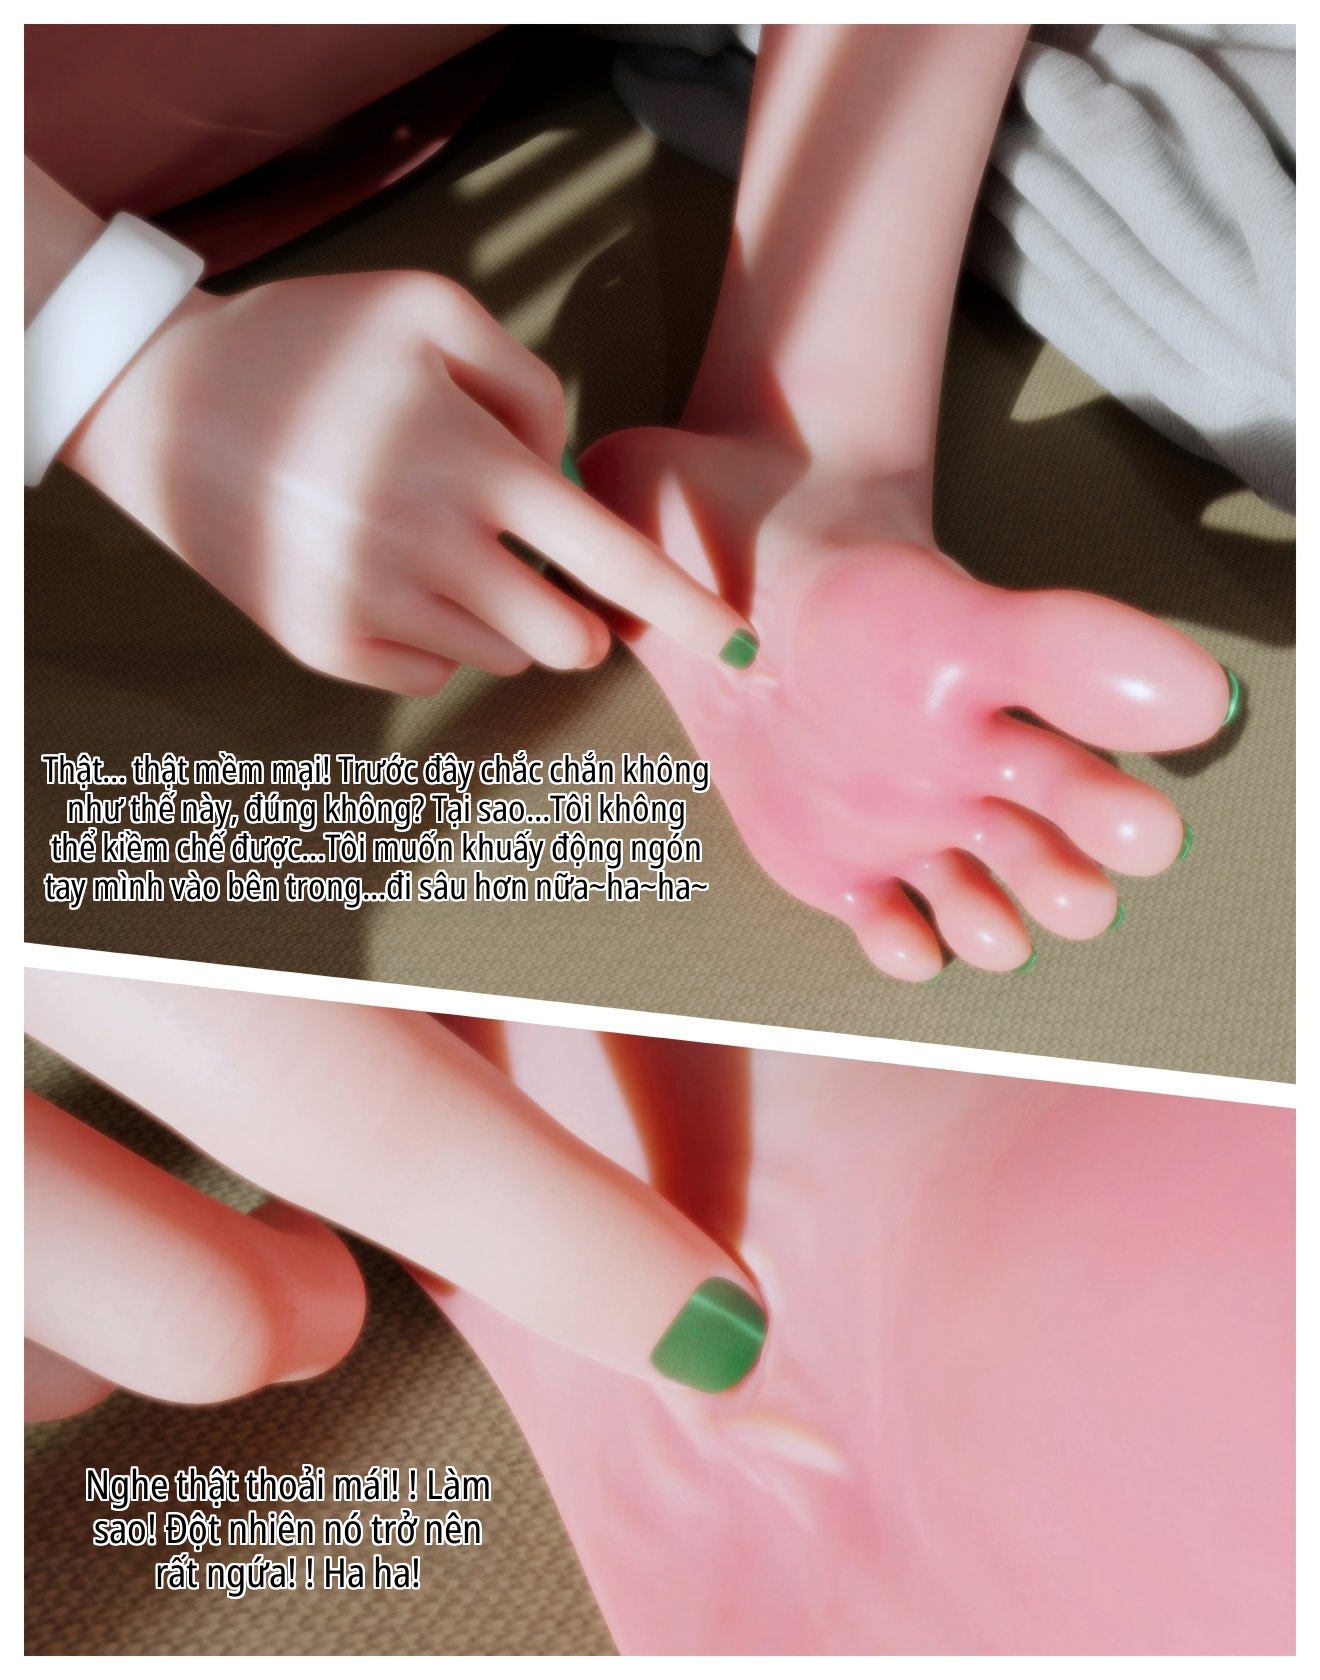 Thật... thật mềm mại! Trước đây chắc chắn không
như thế này, đúng không? Tại sao...Tôi không
thể kiềm chế được...Tôi muốn khuấy động ngón
tay mình vào bên trong...đi sâu hơn nữa~ha~ha~
Nghe thật thoải mái! ! Làm
sao! Đột nhiên nó trở nên
rất ngứa! ! Ha ha!